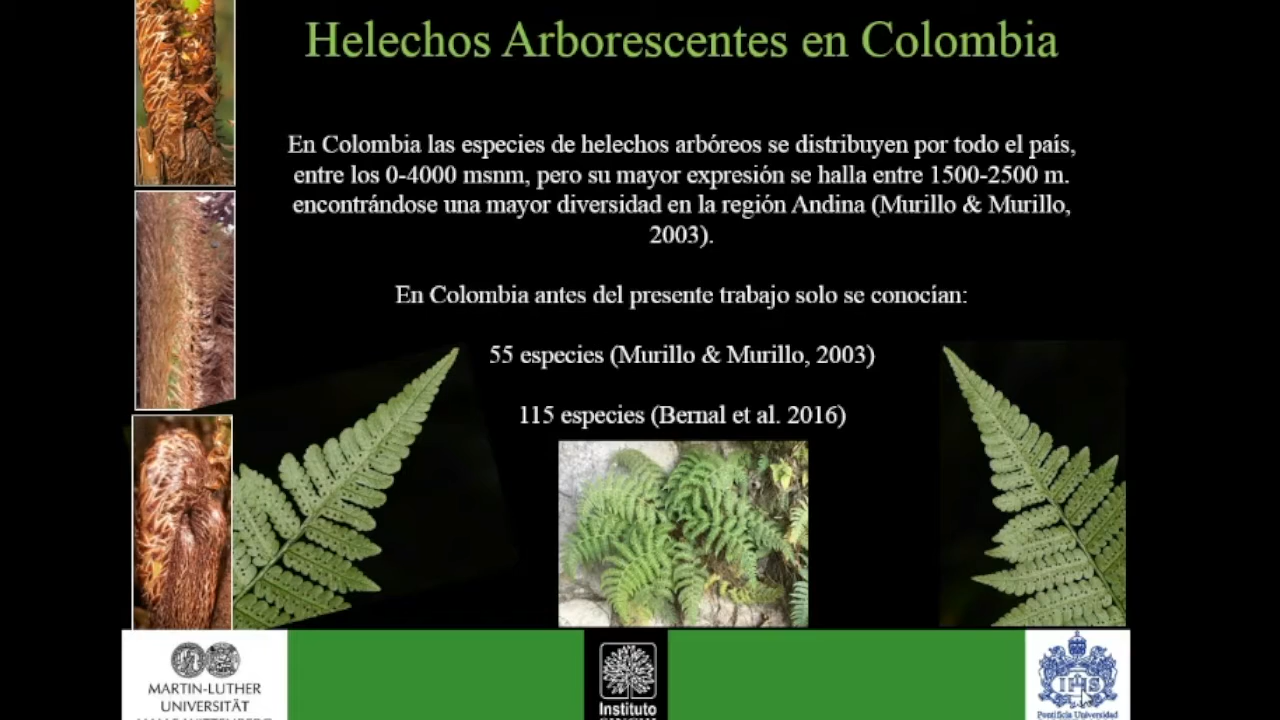 Helechos Arborescentes en Colombia
En Colombia las especies de helechos arbóreos se distribuyen por todo el país,
entre los 0-4000 msnm, pero su mayor expresión se halla entre 1500-2500 m.
encontrándose una mayor diversidad en la región Andina (Murillo & Murillo,
2003).
En Colombia antes del presente trabajo solo se conocían:
55 especies (Murillo & Murillo, 2003)
115 especies (Bernal et al. 2016)
MARTIN-LUTHER
UNIVERSITÄT
Instituto
IHS
Pontificia Universidad